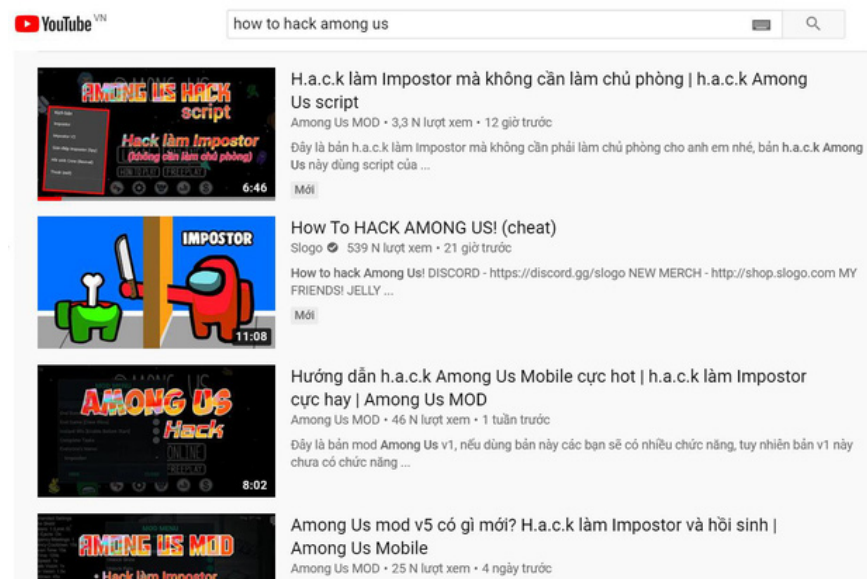 YouTube VN
how to hack among us
AMONG US HACK
script
Hack làm Impostor
(không cần làm chủ phòng)
HOW TO PLAY FREEPLAY
6:46
H.a.c.k làm Impostor mà không cần làm chủ phòng | h.a.c.k Among
Us script
Among Us MOD • 3,3 N lượt xem • 12 giờ trước
Đây là bản h.a.c.k làm Impostor mà không cần phải làm chủ phòng cho anh em nhé, bản h.a.c.k Among
Us này dùng script của ...
Mới
IMPOSTOR
11:08
How To HACK AMONG US! (cheat)
Slogo 539 N lượt xem • 21 giờ trước
How to hack Among Us! DISCORD - https://discord.gg/slogo NEW MERCH - http://shop.slogo.com MY
FRIENDS! JELLY ...
Mới
AMONG US
Hack
ONLINE
FREEPLAY
8:02
Hướng dẫn h.a.c.k Among Us Mobile cực hot | h.a.c.k làm Impostor
cực hay | Among Us MOD
Among Us MOD • 46 N lượt xem • 1 tuần trước
Đây là bản mod Among Us v1, nếu dùng bản này các bạn sẽ có nhiều chức năng, tuy nhiên bản v1 này
chưa có chức năng ...
MOD MENU
AMONG US MOD
• Hack làm Impostor
Among Us mod v5 có gì mới? H.a.c.k làm Impostor và hồi sinh |
Among Us Mobile
Among Us MOD • 25 N lượt xem • 4 ngày trước